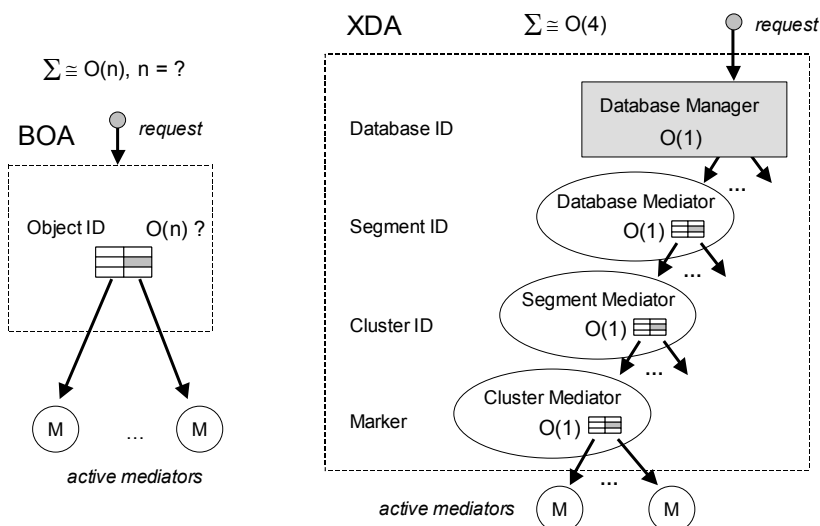 Σ ≅ O(n), n = ?
BOA
request
Object ID
O(n) ?
M
...
M
active mediators
XDA
Σ ≅ O(4)
request
Database ID
Database Manager
O(1)
...
Database Mediator
Segment ID
O(1)
...
Segment Mediator
Cluster ID
O(1)
...
Cluster Mediator
Marker
O(1)
...
active mediators
M
M